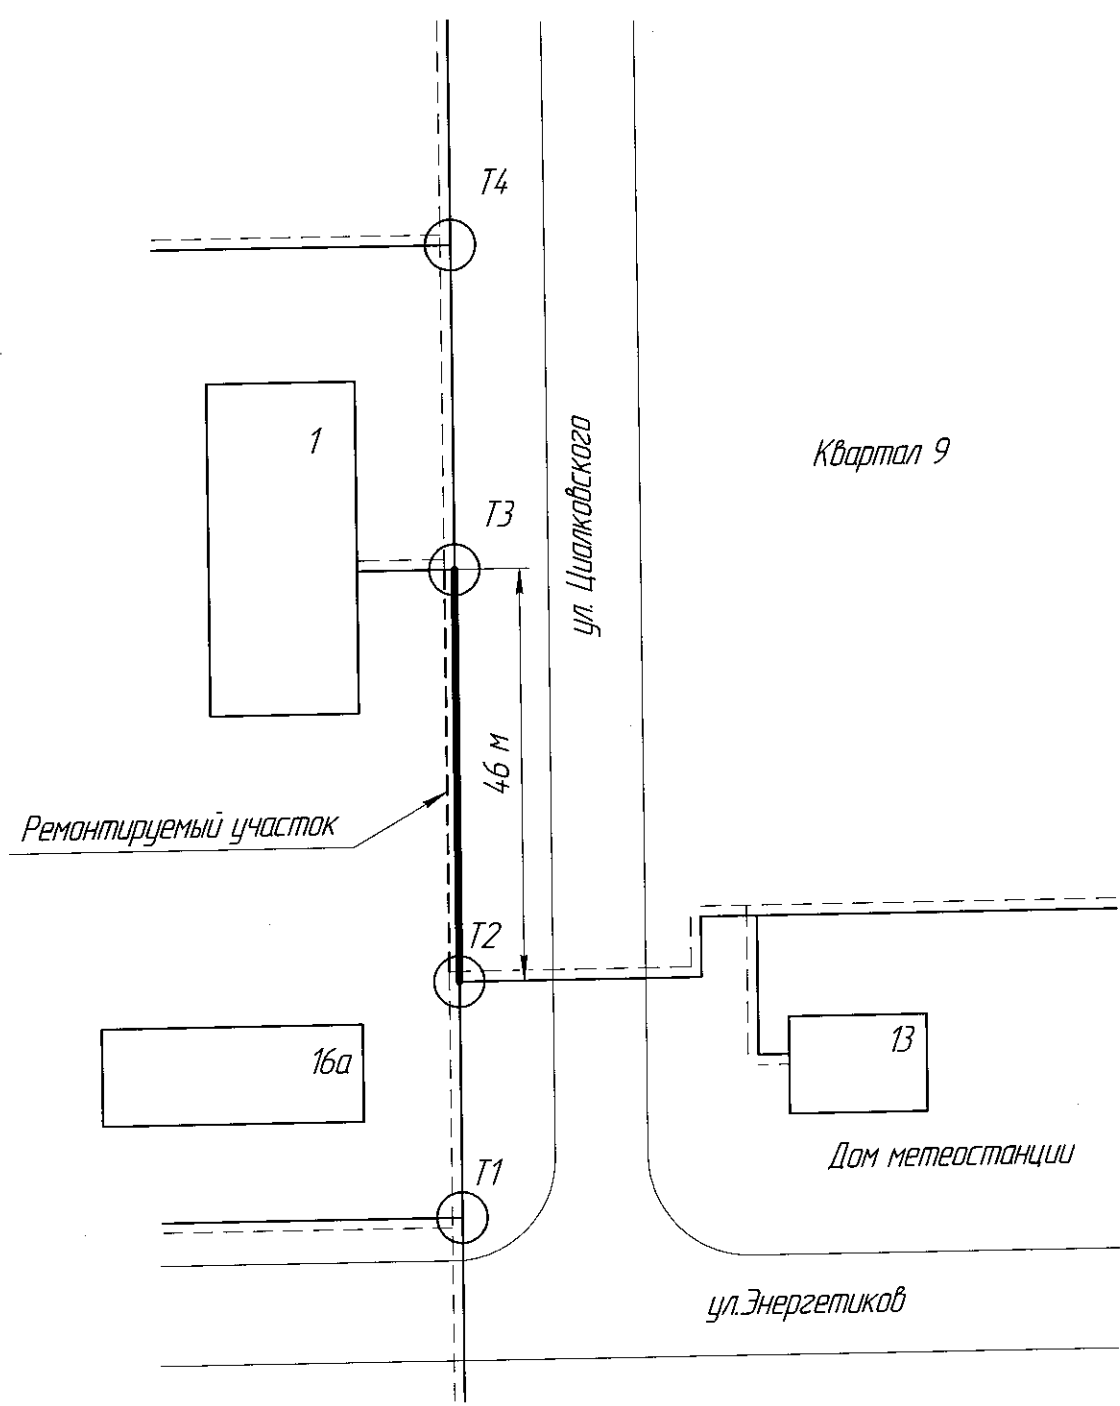 Т4
1
Квартал 9
Т3
ул. Циалковского
46 м
Ремонтируемый участок
Т2
16а
13
Дом метеостанции
Т1
ул.Энергетиков